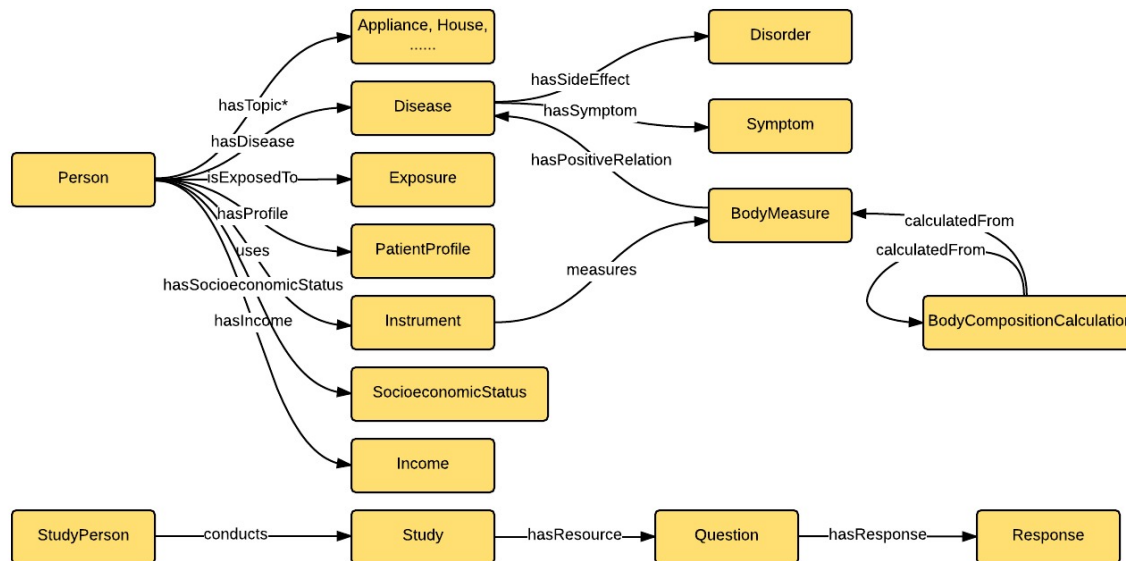 Appliance, House,
......
Disorder
hasSideEffect
hasTopic*
Disease
hasSymptom
Symptom
hasDisease
hasPositiveRelation
Person
isExposedTo
Exposure
BodyMeasure
hasProfile
calculatedFrom
uses
PatientProfile
calculatedFrom
measures
hasSocioeconomicStatus
hasIncome
Instrument
BodyCompositionCalculation
SocioeconomicStatus
Income
StudyPerson
conducts
Study
hasResource
Question
hasResponse
Response